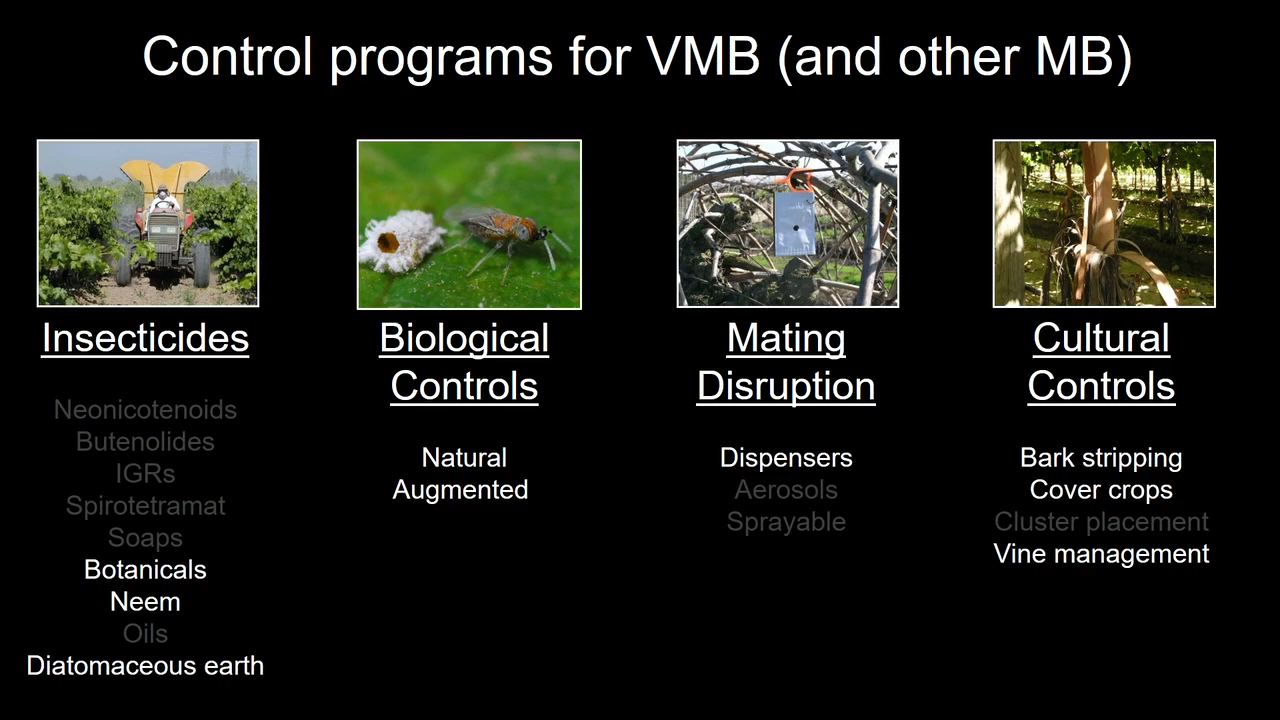 Control programs for VMB (and other MB)
Insecticides
Neonicotenoids
Butenolides
IGRs
Spirotetramat
Soaps
Botanicals
Neem
Oils
Diatomaceous earth
Biological
Controls
Natural
Augmented
Mating
Disruption
Dispensers
Aerosols
Sprayable
Cultural
Controls
Bark stripping
Cover crops
Cluster placement
Vine management